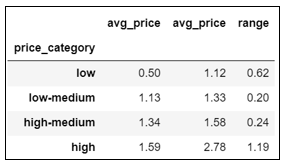 avg_price avg_price range
price_category
low 0.50 1.12 0.62
low-medium 1.13 1.33 0.20
high-medium 1.34 1.58 0.24
high 1.59 2.78 1.19